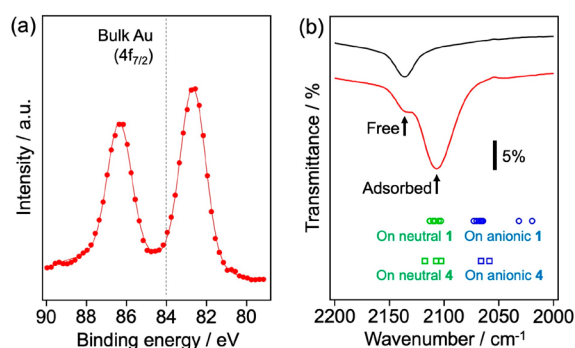 (a)
Bulk Au
(4f7/2)
Intensity / a.u.
90 88 86 84 82 80
Binding energy / eV
(b)
Transmittance / %
Free
Adsorbed
5%
On neutral 1 On anionic 1
On neutral 4 On anionic 4
2200 2150 2100 2050 2000
Wavenumber / cm⁻¹